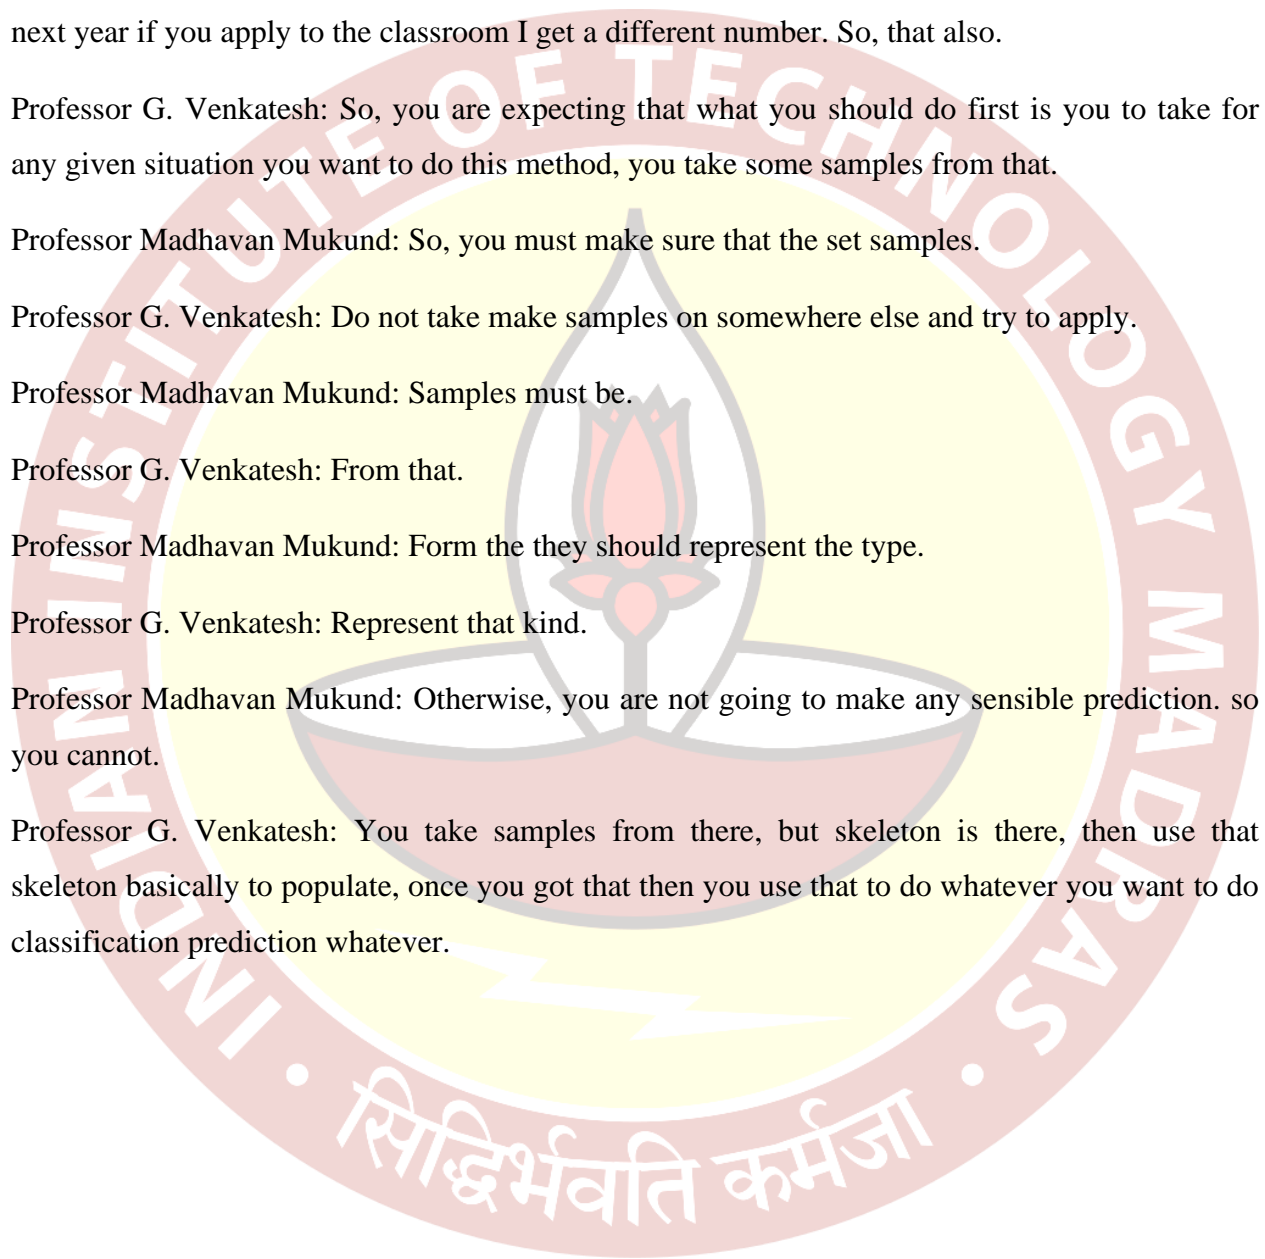 next year if you apply to the classroom I get a different number. So, that also.
Professor G. Venkatesh: So, you are expecting that what you should do first is you to take for
any given situation you want to do this method, you take some samples from that.
Professor Madhavan Mukund: So, you must make sure that the set samples.
Professor G. Venkatesh: Do not take make samples on somewhere else and try to apply.
Professor Madhavan Mukund: Samples must be.
Professor G. Venkatesh: From that.
Professor Madhavan Mukund: Form the they should represent the type.
Professor G. Venkatesh: Represent that kind.
Professor Madhavan Mukund: Otherwise, you are not going to make any sensible prediction. so
you cannot.
Professor G. Venkatesh: You take samples from there, but skeleton is there, then use that
skeleton basically to populate, once you got that then you use that to do whatever you want to do
classification prediction whatever.
INDIAN INSTITUTE OF TECHNOLOGY MADRAS
सिद्धिर्भवति कर्मजा